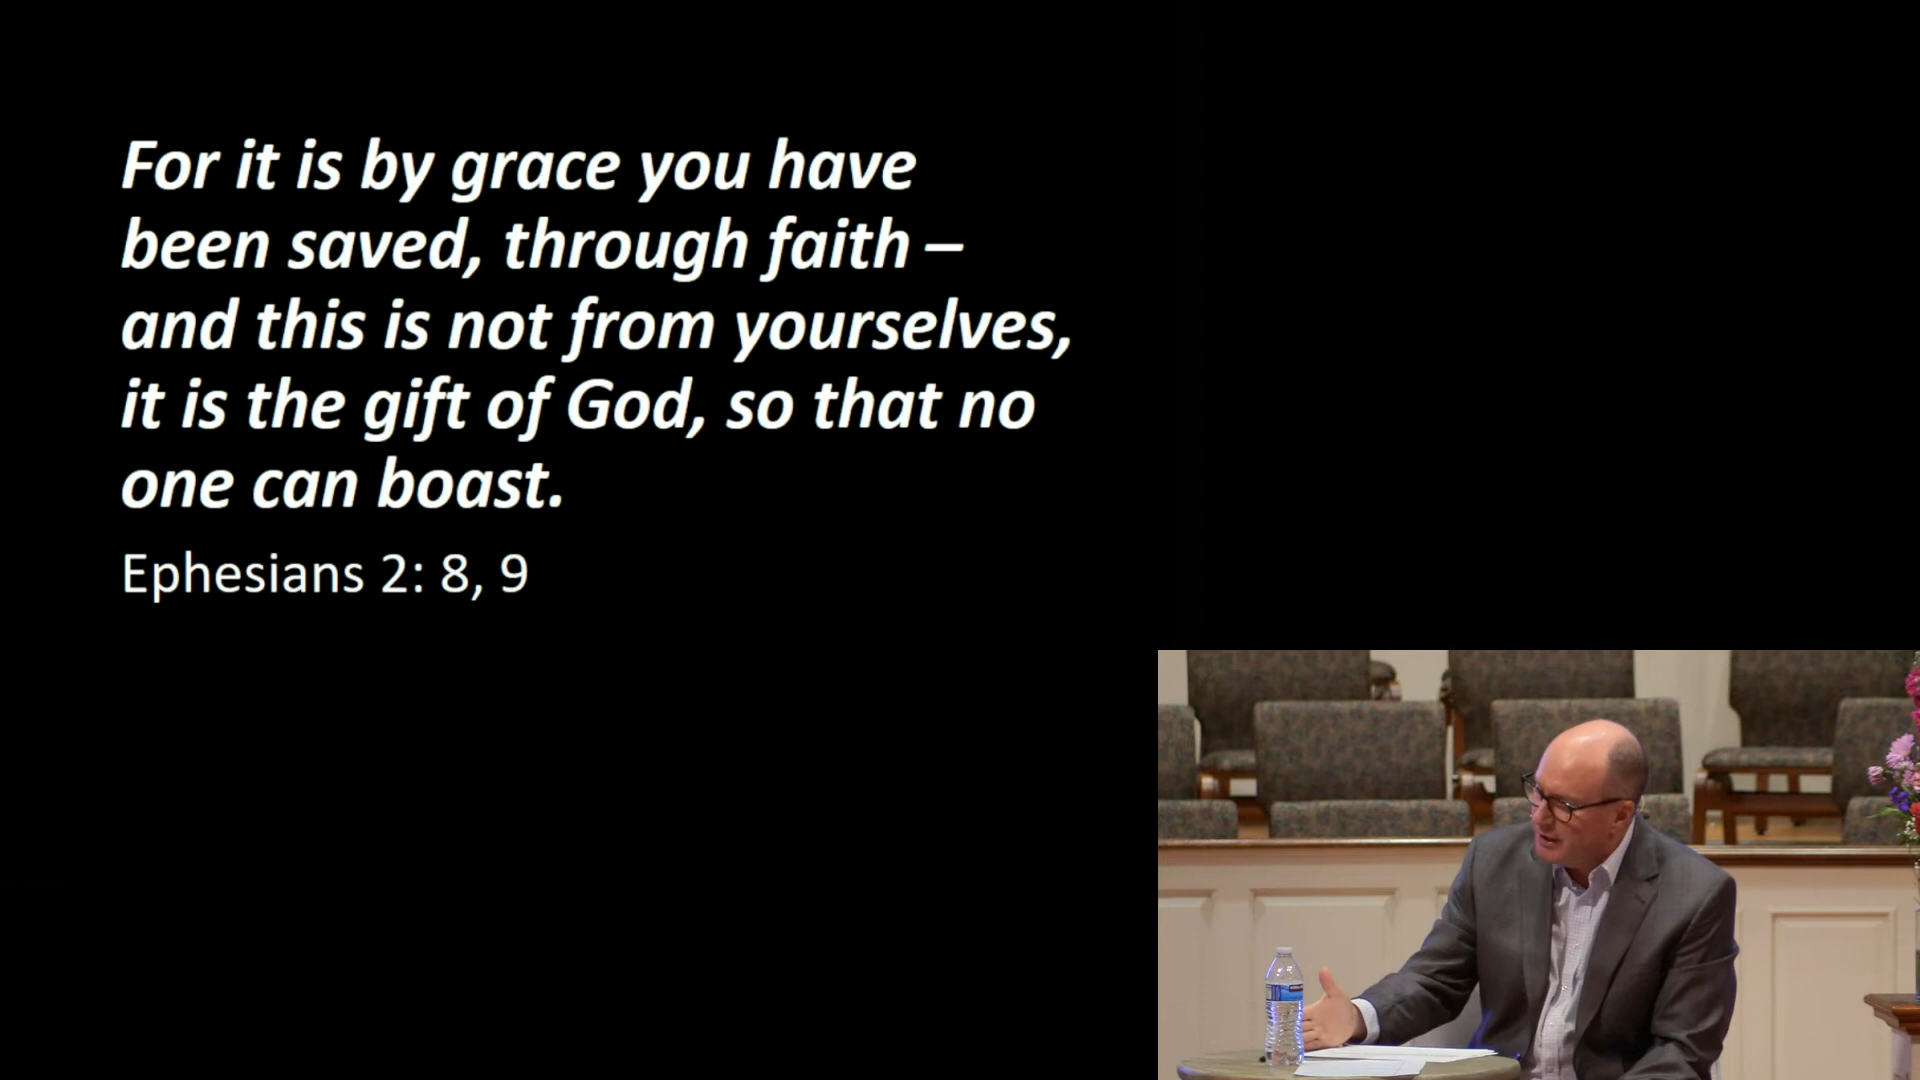 For it is by grace you have
been saved, through faith –
and this is not from yourselves,
it is the gift of God, so that no
one can boast.
Ephesians 2: 8, 9